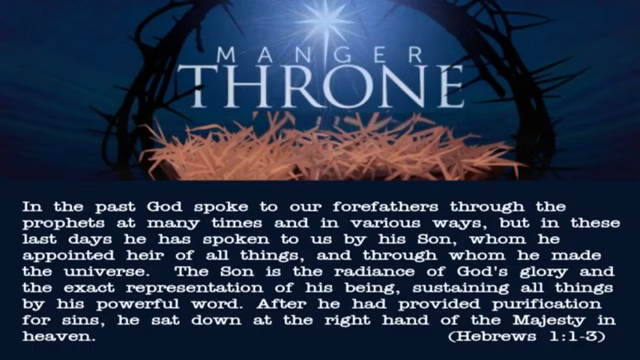 MANGER
THRONE
In the past God spoke to our forefathers through the
prophets at many times and in various ways, but in these
last days he has spoken to us by his Son, whom he
appointed heir of all things, and through whom he made
the universe. The Son is the radiance of God's glory and
the exact representation of his being, sustaining all things
by his powerful word. After he had provided purification
for sins, he sat down at the right hand of the Majesty in
heaven. (Hebrews 1:1-3)